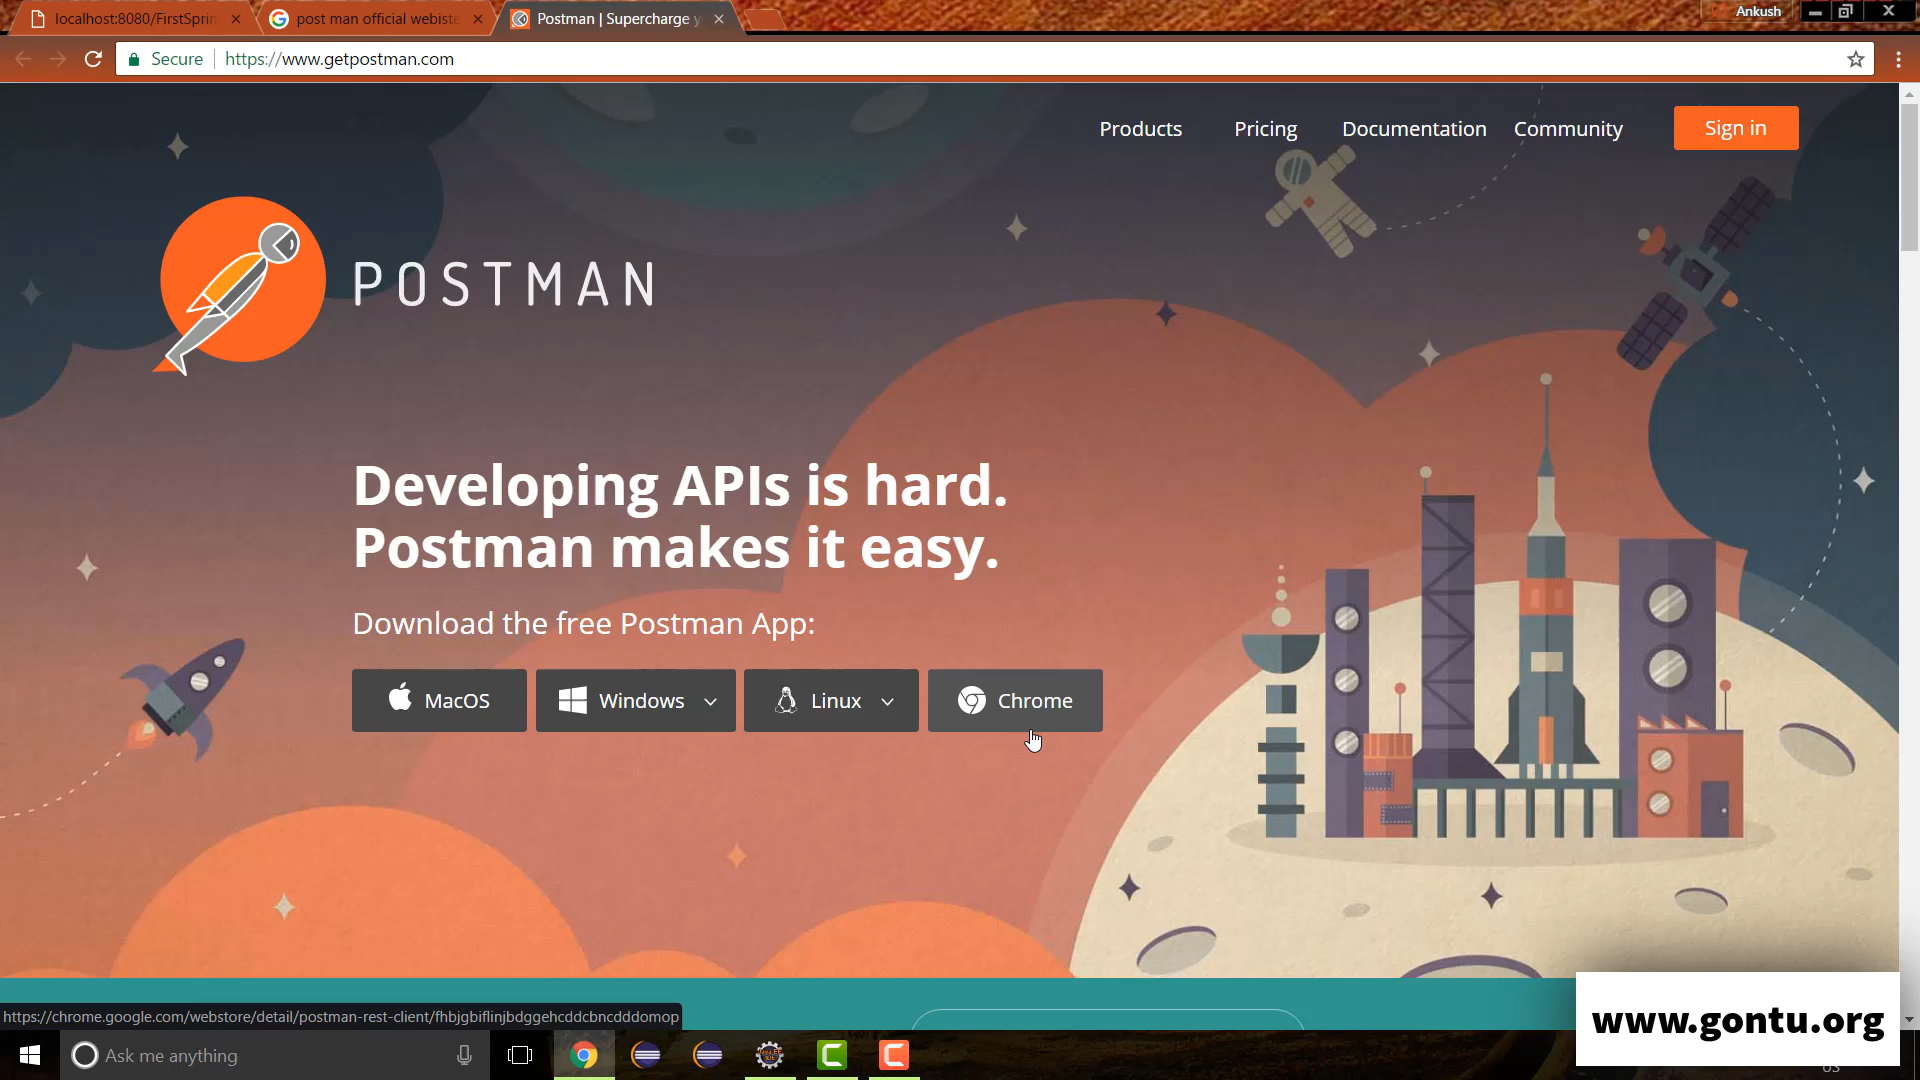 localhost:8080/FirstSprin
post man official webiste
Postman | Supercharge y
Ankush
Secure
https://www.getpostman.com
Products
Pricing
Documentation
Community
Sign in
POSTMAN
Developing APIs is hard.
Postman makes it easy.
Download the free Postman App:
MacOS
Windows
Linux
Chrome
https://chrome.google.com/webstore/detail/postman-rest-client/fhbjgbiflinjbdggehcddcbncdddomop
www.gontu.org
Ask me anything